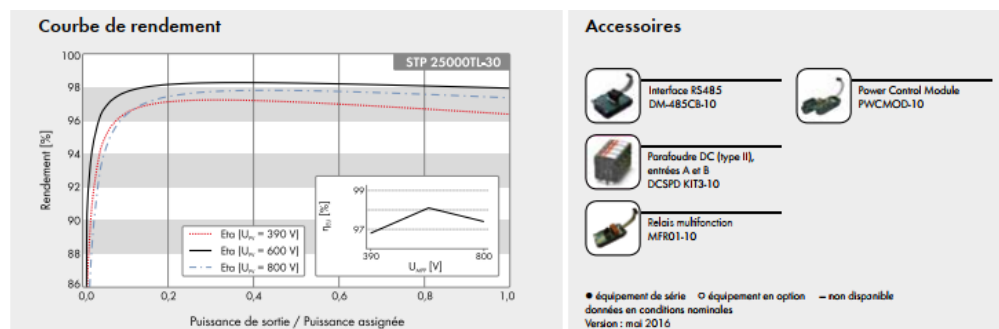 Courbe de rendement
STP 25000TL-30
100
98
96
94
92
90
88
86
Rendement [%]
0,0
0,2
0,4
0,6
0,8
1,0
Puissance de sortie / Puissance assignée
Eta [Uₚᵥ = 390 V]
Eta [Uₚᵥ = 600 V]
Eta [Uₚᵥ = 800 V]
99
97
ηEU [%]
390
800
UMPP [V]
Accessoires
Interface RS485
DM-485CB-10
Power Control Module
PWCMOD-10
Parafoudre DC (type II),
entrées A et B
DCSPD KIT3-10
Relais multifonction
MFR01-10
● équipement de série ○ équipement en option – non disponible
données en conditions nominales
Version : mai 2016